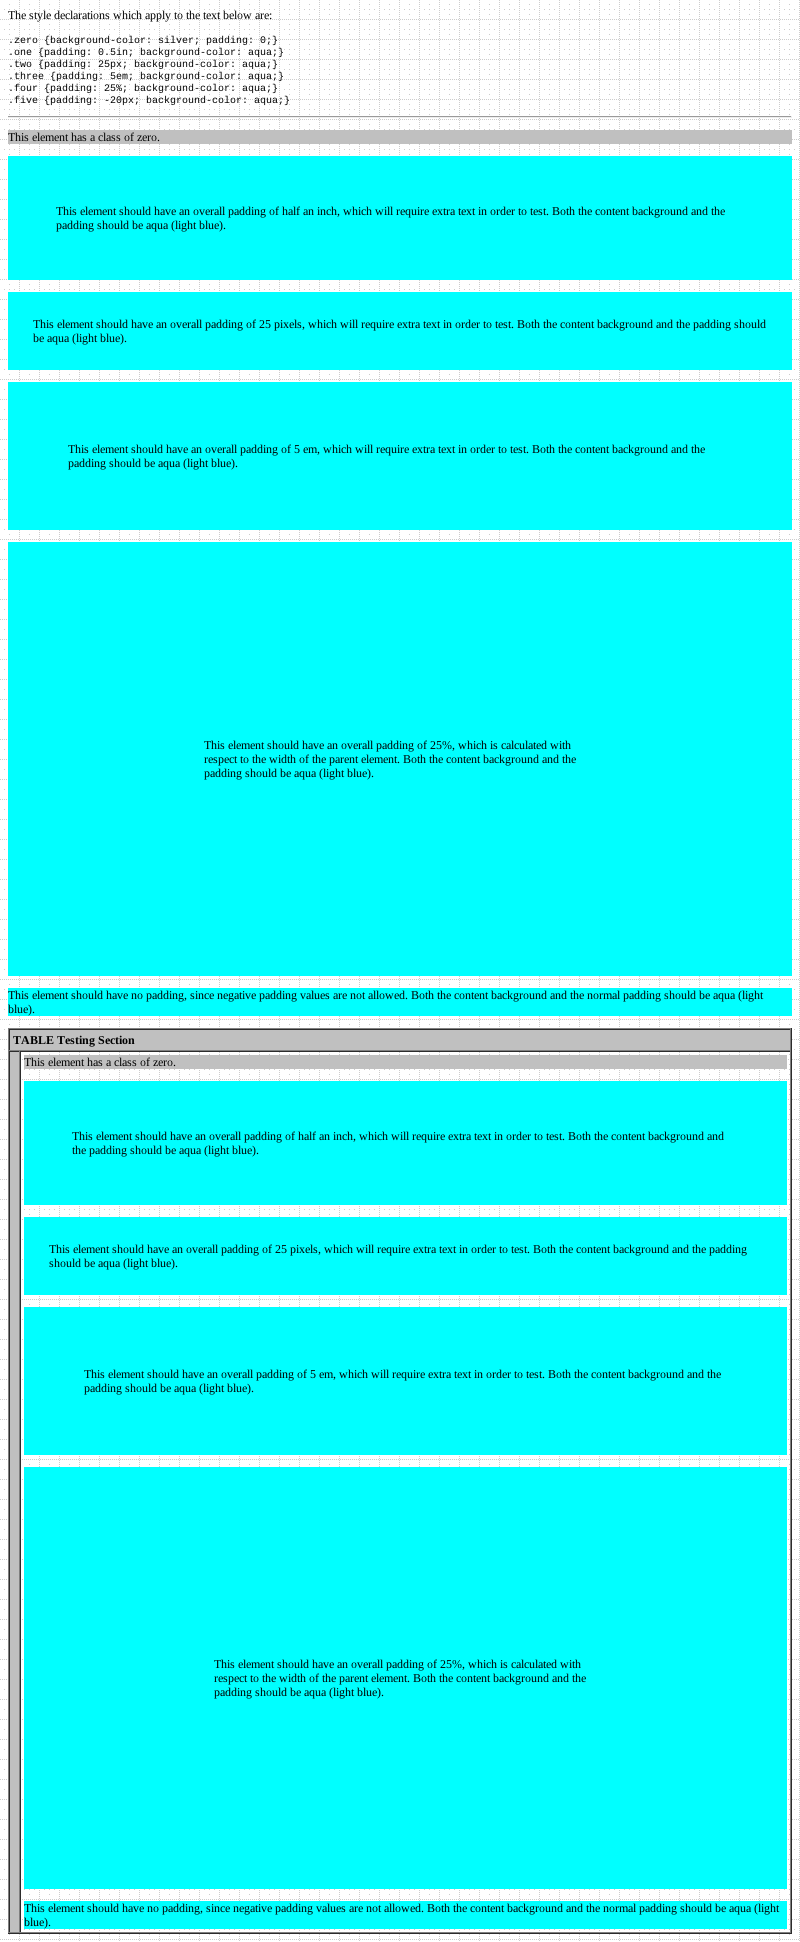 The style declarations which apply to the text below are:
.zero {background-color: silver; padding: 0;}
.one {padding: 0.5in; background-color: aqua;}
.two {padding: 25px; background-color: aqua;}
.three {padding: 5em; background-color: aqua;}
.four {padding: 25%; background-color: aqua;}
.five {padding: -20px; background-color: aqua;}
This element has a class of zero.
This element should have an overall padding of half an inch, which will require extra text in order to test. Both the content background and the
padding should be aqua (light blue).
This element should have an overall padding of 25 pixels, which will require extra text in order to test. Both the content background and the padding should
be aqua (light blue).
This element should have an overall padding of 5 em, which will require extra text in order to test. Both the content background and the
padding should be aqua (light blue).
This element should have an overall padding of 25%, which is calculated with
respect to the width of the parent element. Both the content background and the
padding should be aqua (light blue).
This element should have no padding, since negative padding values are not allowed. Both the content background and the normal padding should be aqua (light
blue).
TABLE Testing Section
This element has a class of zero.
This element should have an overall padding of half an inch, which will require extra text in order to test. Both the content background and
the padding should be aqua (light blue).
This element should have an overall padding of 25 pixels, which will require extra text in order to test. Both the content background and the padding
should be aqua (light blue).
This element should have an overall padding of 5 em, which will require extra text in order to test. Both the content background and the
padding should be aqua (light blue).
This element should have an overall padding of 25%, which is calculated with
respect to the width of the parent element. Both the content background and the
padding should be aqua (light blue).
This element should have no padding, since negative padding values are not allowed. Both the content background and the normal padding should be aqua (light
blue).